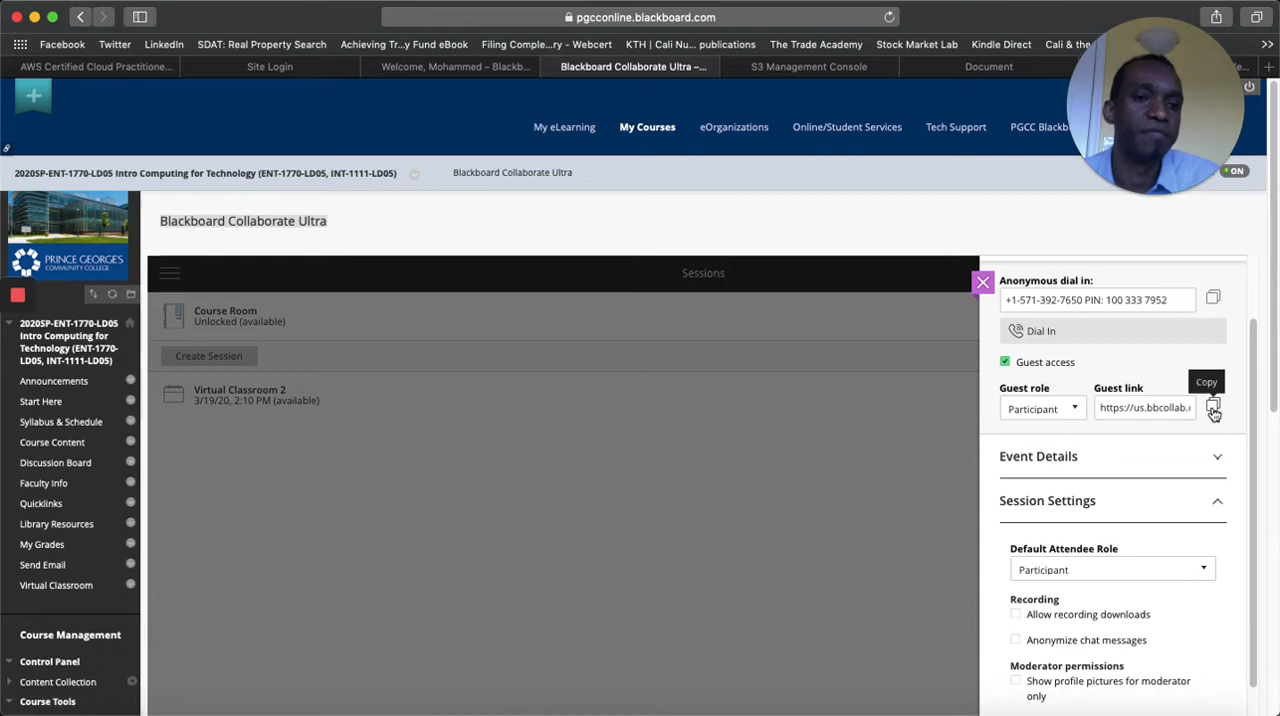 pgcconline.blackboard.com
Facebook Twitter LinkedIn SDAT: Real Property Search Achieving Tr...y Fund eBook Filing Comple...ry - Webcert KTH | Cali Nu... publications The Trade Academy Stock Market Lab Kindle Direct Cali & the
AWS Certified Cloud Practitione... Site Login Welcome, Mohammed – Blackb... Blackboard Collaborate Ultra –... S3 Management Console Document
My eLearning My Courses eOrganizations Online/Student Services Tech Support PGCC Blackb
2020SP-ENT-1770-LD05 Intro Computing for Technology (ENT-1770-LD05, INT-1111-LD05) Blackboard Collaborate Ultra ON
Blackboard Collaborate Ultra
PRINCE GEORGE'S
COMMUNITY COLLEGE
2020SP-ENT-1770-LD05
Intro Computing for
Technology (ENT-1770-
LD05, INT-1111-LD05)
Announcements
Start Here
Syllabus & Schedule
Course Content
Discussion Board
Faculty Info
Quicklinks
Library Resources
My Grades
Send Email
Virtual Classroom
Course Management
Control Panel
Content Collection
Course Tools
Sessions
Course Room
Unlocked (available)
Create Session
Virtual Classroom 2
3/19/20, 2:10 PM (available)
Anonymous dial in:
+1-571-392-7650 PIN: 100 333 7952
Dial In
Guest access
Copy
Guest role Guest link
Participant https://us.bbcollab.c
Event Details
Session Settings
Default Attendee Role
Participant
Recording
Allow recording downloads
Anonymize chat messages
Moderator permissions
Show profile pictures for moderator
only